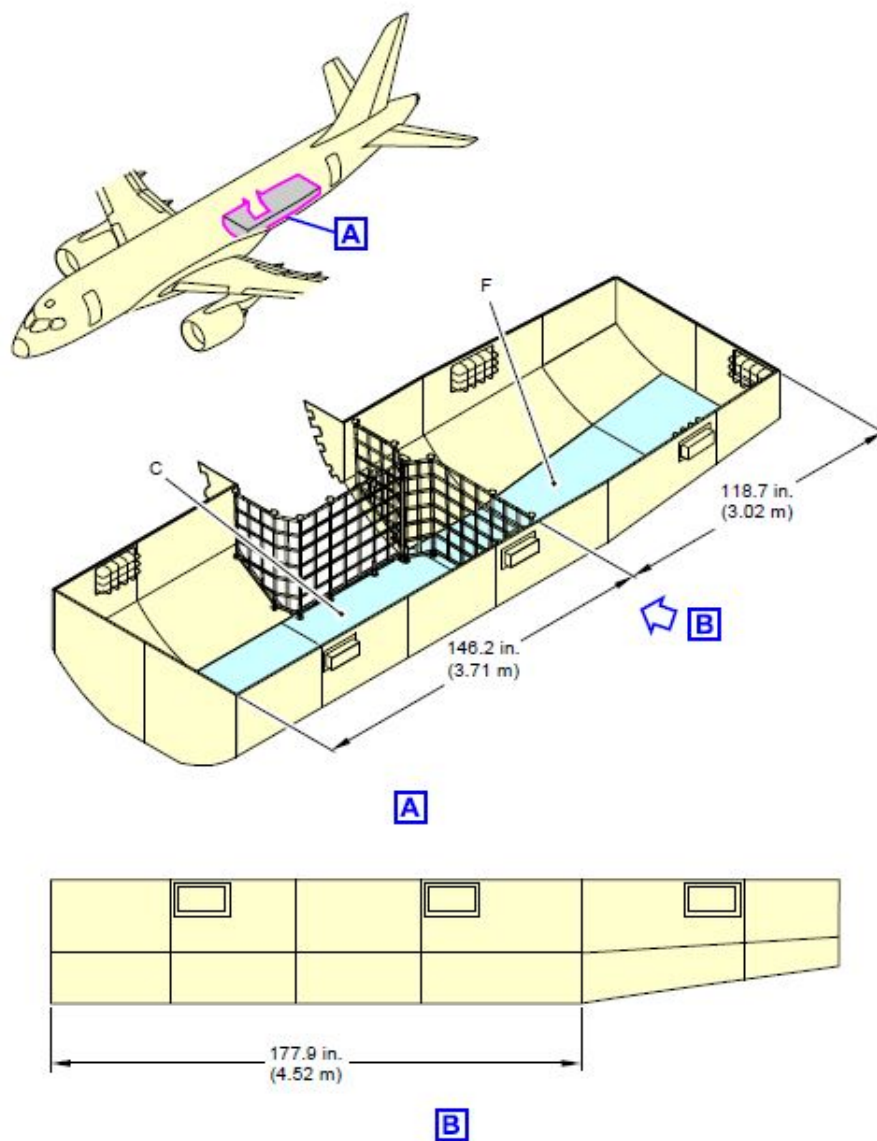 A
F
C
118.7 in.
(3.02 m)
B
146.2 in.
(3.71 m)
A
177.9 in.
(4.52 m)
B